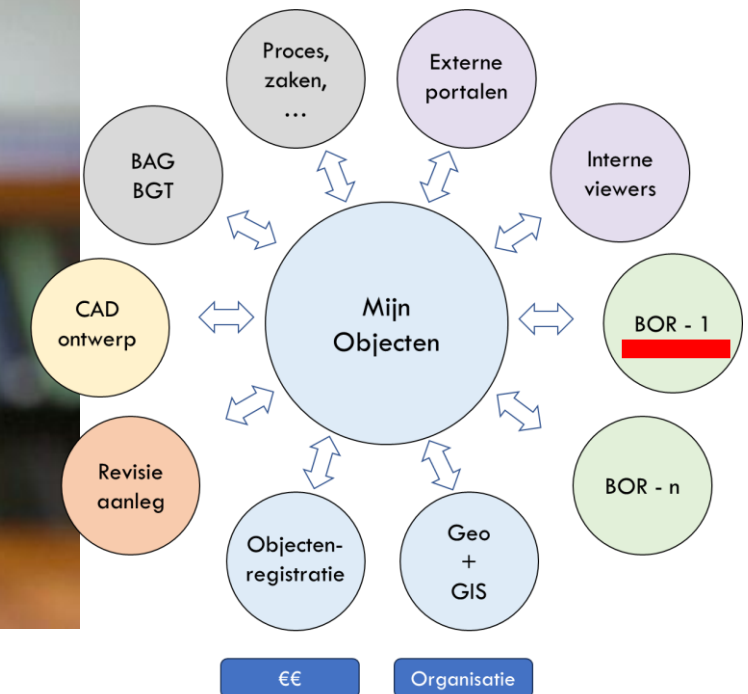 Proces,
zaken,
...
Externe
portalen
BAG
BGT
Interne
viewers
CAD
ontwerp
Mijn
Objecten
BOR - 1
Revisie
aanleg
BOR - n
Objecten-
registratie
Geo
+
GIS
€€
Organisatie